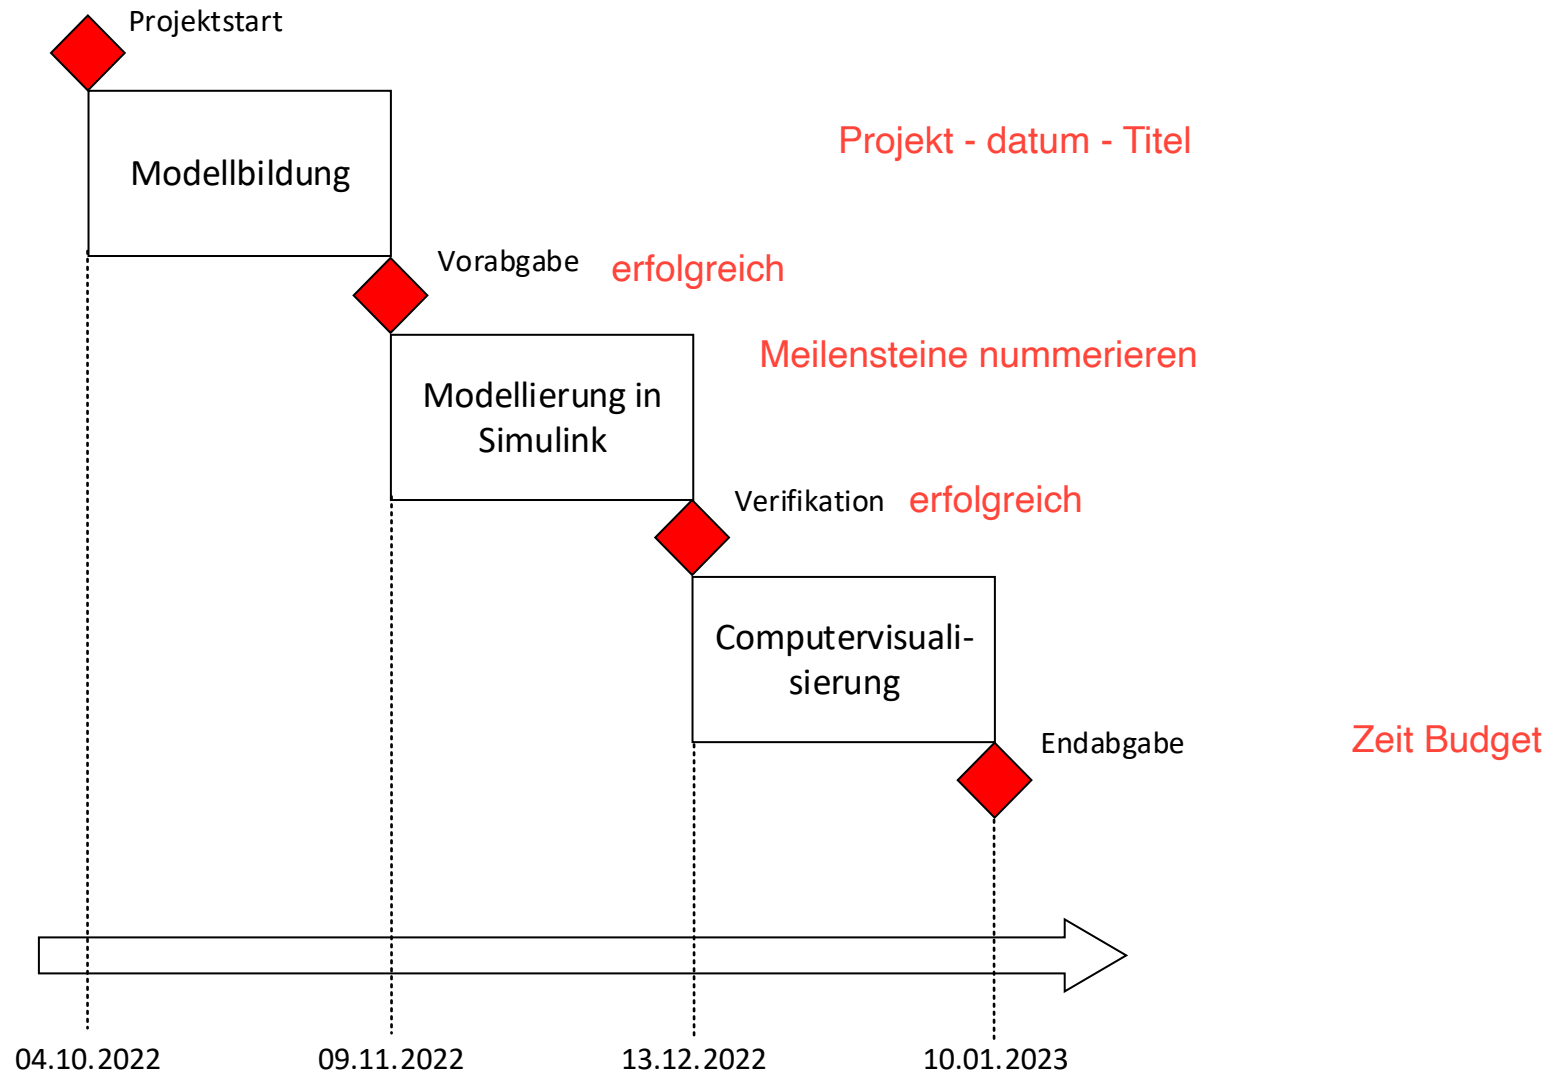 Projektstart
Projekt - datum - Titel
Modellbildung
Vorabgabe erfolgreich
Meilensteine nummerieren
Modellierung in
Simulink
Verifikation erfolgreich
Computervisuali-
sierung
Endabgabe
Zeit Budget
04.10.2022
09.11.2022
13.12.2022
10.01.2023